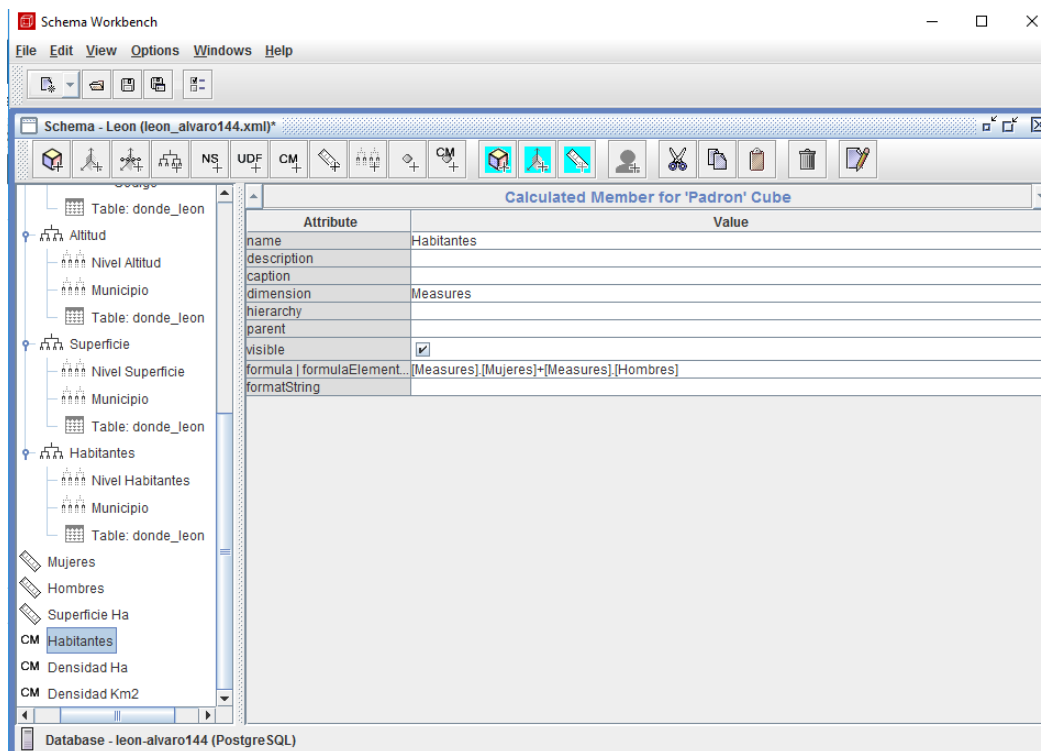 Schema Workbench
File Edit View Options Windows Help
Schema - Leon (leon_alvaro144.xml)*
NS UDF CM CM
Calculated Member for 'Padron' Cube
Attribute Value
name Habitantes
description
caption
dimension Measures
hierarchy
parent
visible
formula | formulaElement... [Measures].[Mujeres]+[Measures].[Hombres]
formatString
Table: donde_leon
Altitud
Nivel Altitud
Municipio
Table: donde_leon
Superficie
Nivel Superficie
Municipio
Table: donde_leon
Habitantes
Nivel Habitantes
Municipio
Table: donde_leon
Mujeres
Hombres
Superficie Ha
CM Habitantes
CM Densidad Ha
CM Densidad Km2
Database - leon-alvaro144 (PostgreSQL)